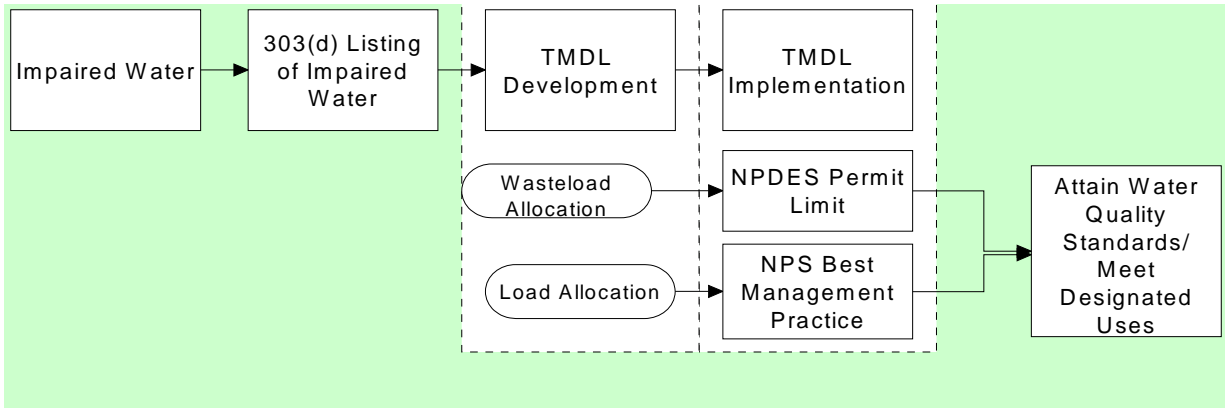 Impaired Water
303(d) Listing
of Impaired
Water
TMDL
Development
TMDL
Implementation
Wasteload
Allocation
NPDES Permit
Limit
Load Allocation
NPS Best
Management
Practice
Attain Water
Quality
Standards/
Meet
Designated
Uses